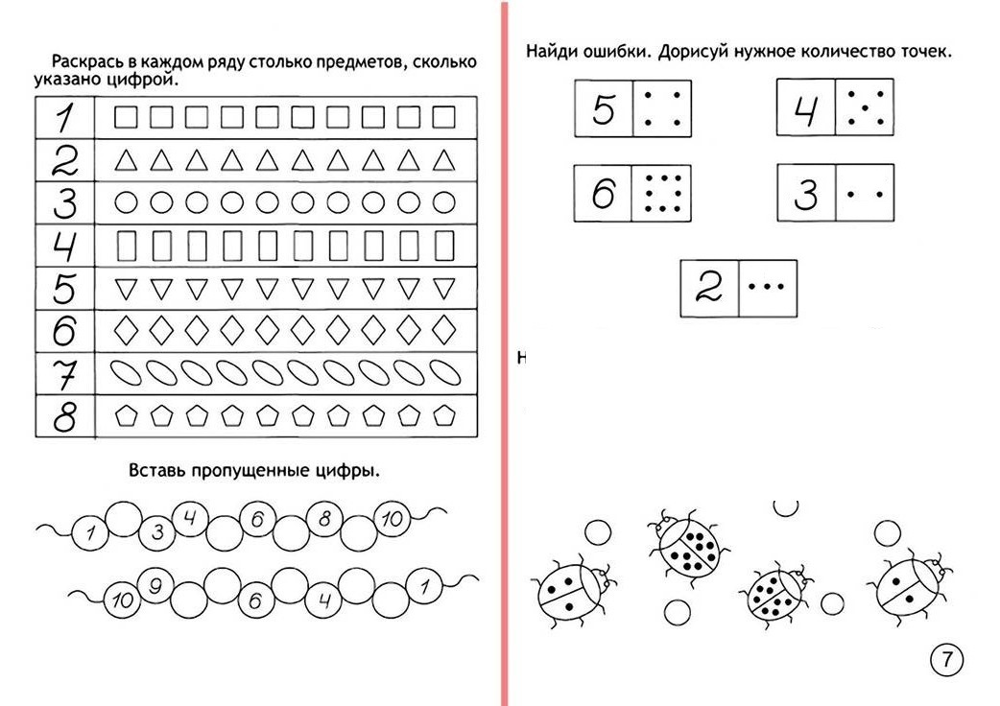 Раскрась в каждом ряду столько предметов, сколько
указано цифрой.
1
2
3
4
5
6
7
8
Вставь пропущенные цифры.
1 3 4 6 8 10
10 9 6 4 1
Найди ошибки. Дорисуй нужное количество точек.
5 4
6 3
2
Н
7